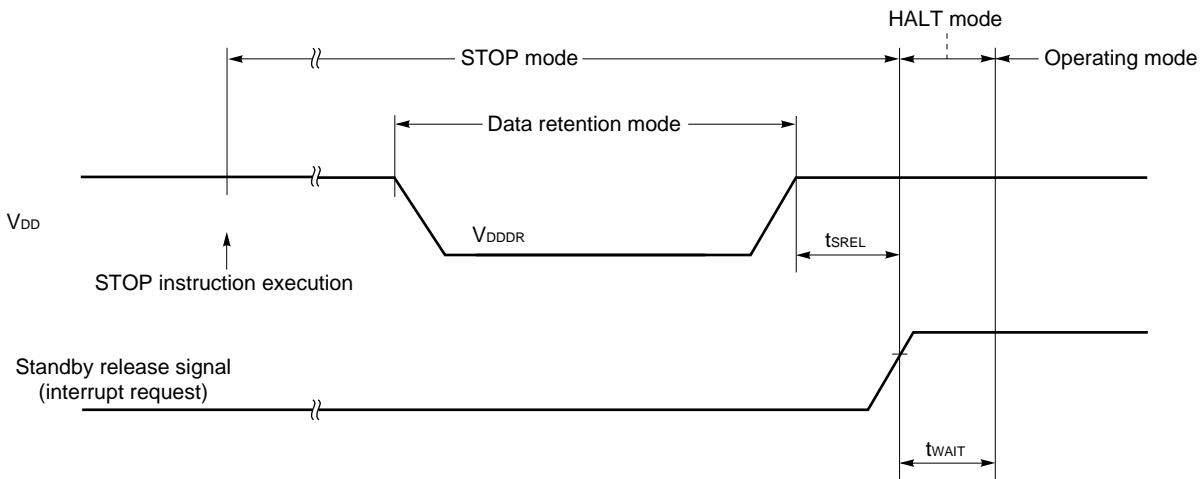 HALT mode
STOP mode
Operating mode
Data retention mode
VDD
VDDDR
tSREL
STOP instruction execution
Standby release signal
(interrupt request)
tWAIT